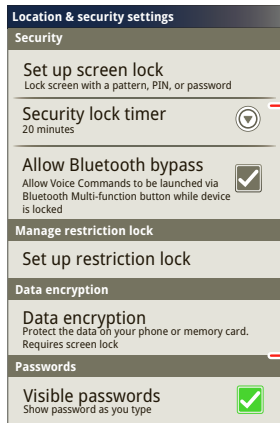 Location & security settings
Security
Set up screen lock
Lock screen with a pattern, PIN, or password
Security lock timer
20 minutes
Allow Bluetooth bypass
Allow Voice Commands to be launched via
Bluetooth Multi-function button while device
is locked
Manage restriction lock
Set up restriction lock
Data encryption
Data encryption
Protect the data on your phone or memory card.
Requires screen lock
Passwords
Visible passwords
Show password as you type